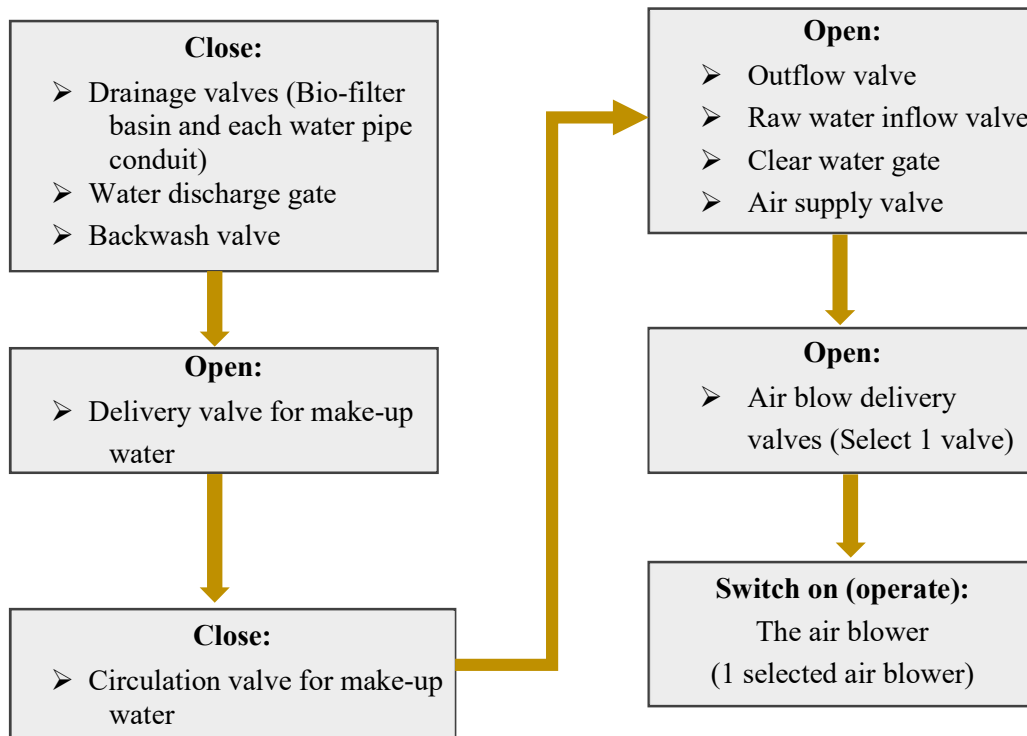 Close:
➢ Drainage valves (Bio-filter
basin and each water pipe
conduit)
➢ Water discharge gate
➢ Backwash valve
Open:
➢ Delivery valve for make-up
water
Close:
➢ Circulation valve for make-up
water
Open:
➢ Outflow valve
➢ Raw water inflow valve
➢ Clear water gate
➢ Air supply valve
Open:
➢ Air blow delivery
valves (Select 1 valve)
Switch on (operate):
The air blower
(1 selected air blower)